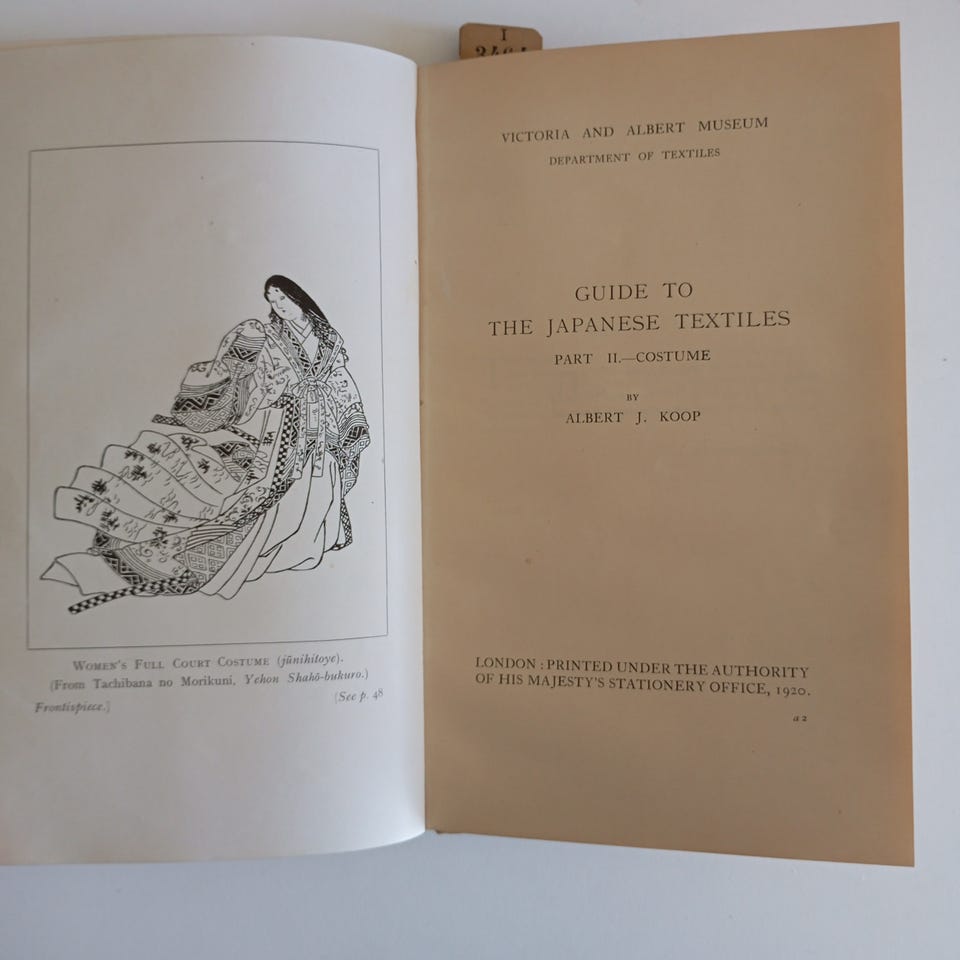 WOMEN'S FULL COURT COSTUME (jūnihitoye).
(From Tachibana no Morikuni, Yehon Shahō-bukuro.)
[See p. 48
Frontispiece.]
I
VICTORIA AND ALBERT MUSEUM
DEPARTMENT OF TEXTILES
GUIDE TO
THE JAPANESE TEXTILES
PART II.—COSTUME
BY
ALBERT J. KOOP
LONDON : PRINTED UNDER THE AUTHORITY
OF HIS MAJESTY'S STATIONERY OFFICE, 1920.
a 2